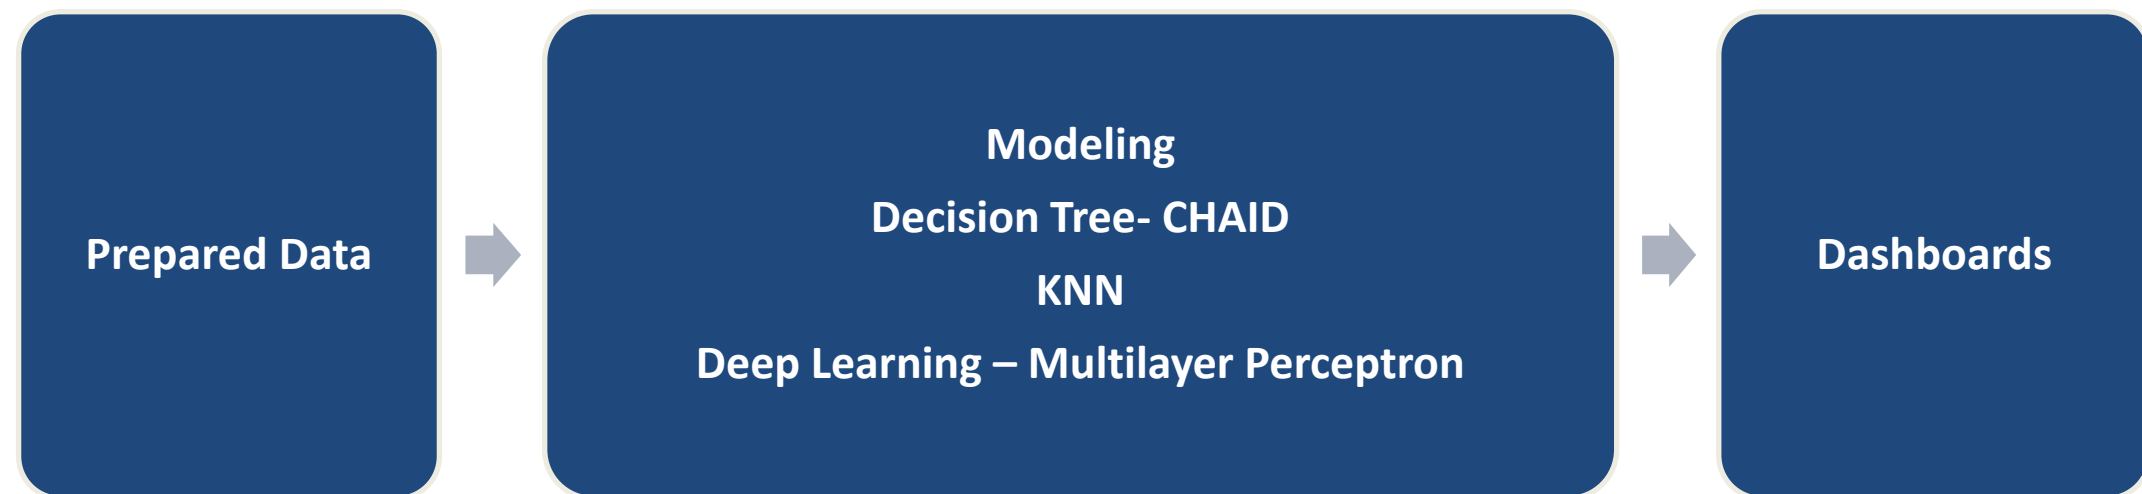 Prepared Data
Modeling
Decision Tree- CHAID
KNN
Deep Learning – Multilayer Perceptron
Dashboards